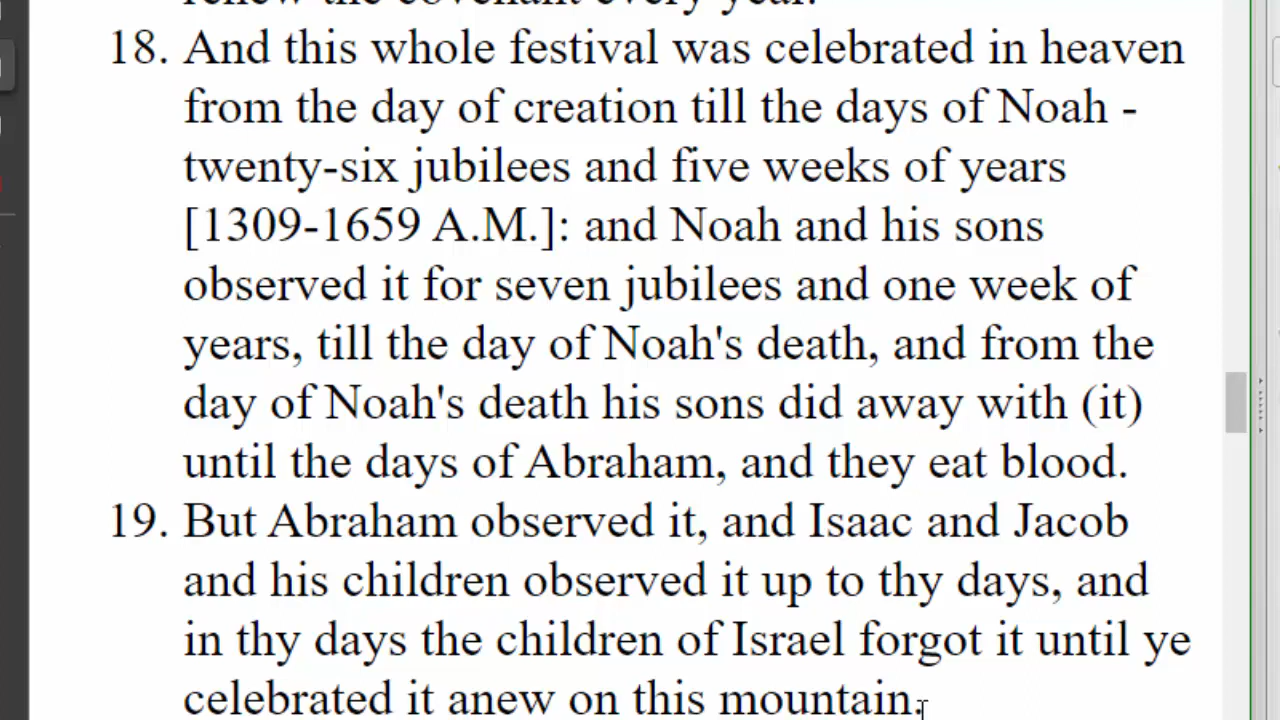 renew the covenant every year.
18. And this whole festival was celebrated in heaven
from the day of creation till the days of Noah -
twenty-six jubilees and five weeks of years
[1309-1659 A.M.]: and Noah and his sons
observed it for seven jubilees and one week of
years, till the day of Noah's death, and from the
day of Noah's death his sons did away with (it)
until the days of Abraham, and they eat blood.
19. But Abraham observed it, and Isaac and Jacob
and his children observed it up to thy days, and
in thy days the children of Israel forgot it until ye
celebrated it anew on this mountain.